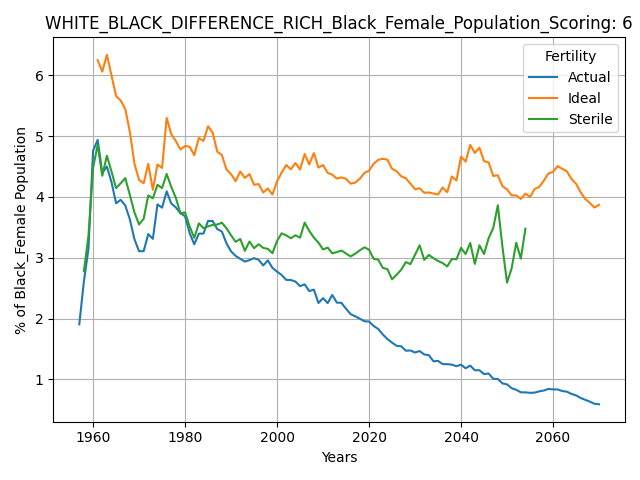 WHITE_BLACK_DIFFERENCE_RICH_Black_Female_Population_Scoring: 6
Fertility
Actual
Ideal
Sterile
% of Black_Female Population
6
5
4
3
2
1
1960 1980 2000 2020 2040 2060
Years